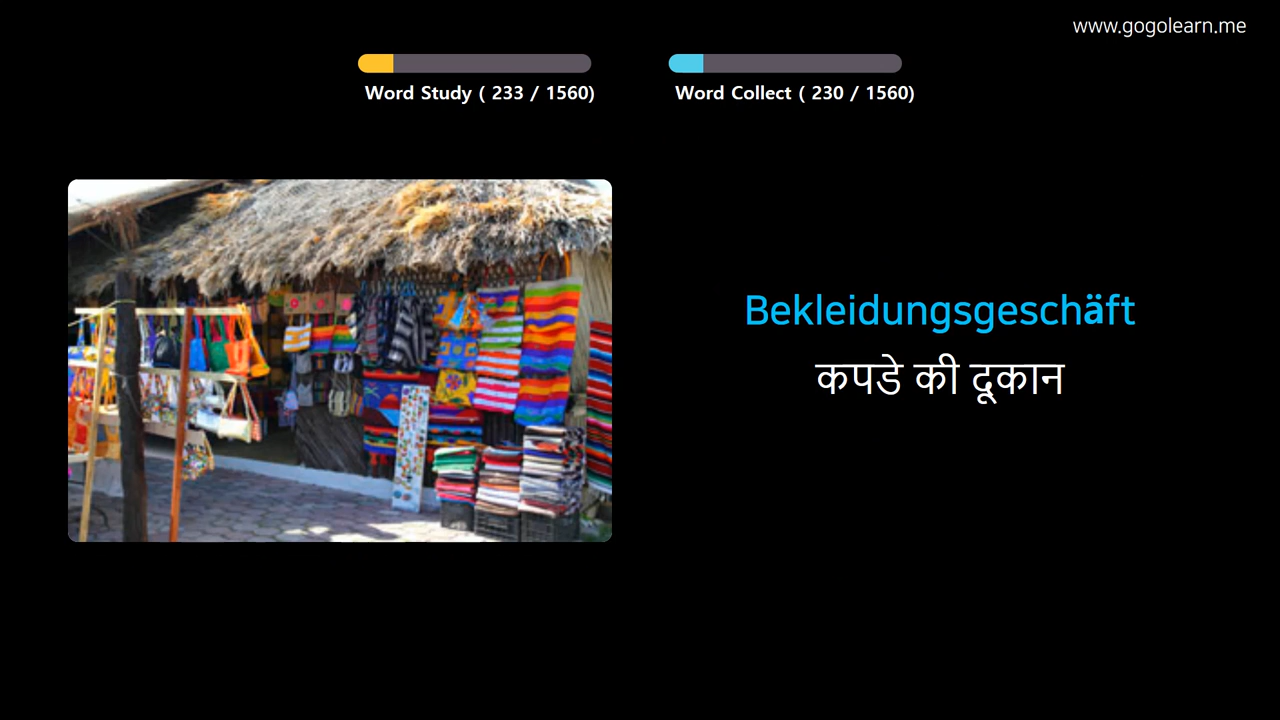 www.gogolearn.me
Word Study ( 233 / 1560)
Word Collect ( 230 / 1560)
Bekleidungsgeschäft
कपडे की दूकान